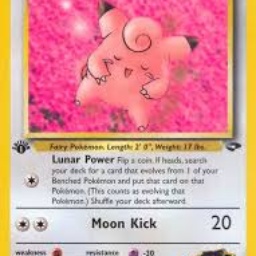 Fairy Pokémon. Length: 2' 0", Weight: 17 lbs.
Lunar Power Flip a coin. If heads, search
your deck for a card that evolves from 1 of your
Benched Pokémon and put that card on that
Pokémon. (This counts as evolving that
Pokémon.) Shuffle your deck afterward.
Moon Kick 20
weakness resistance -30